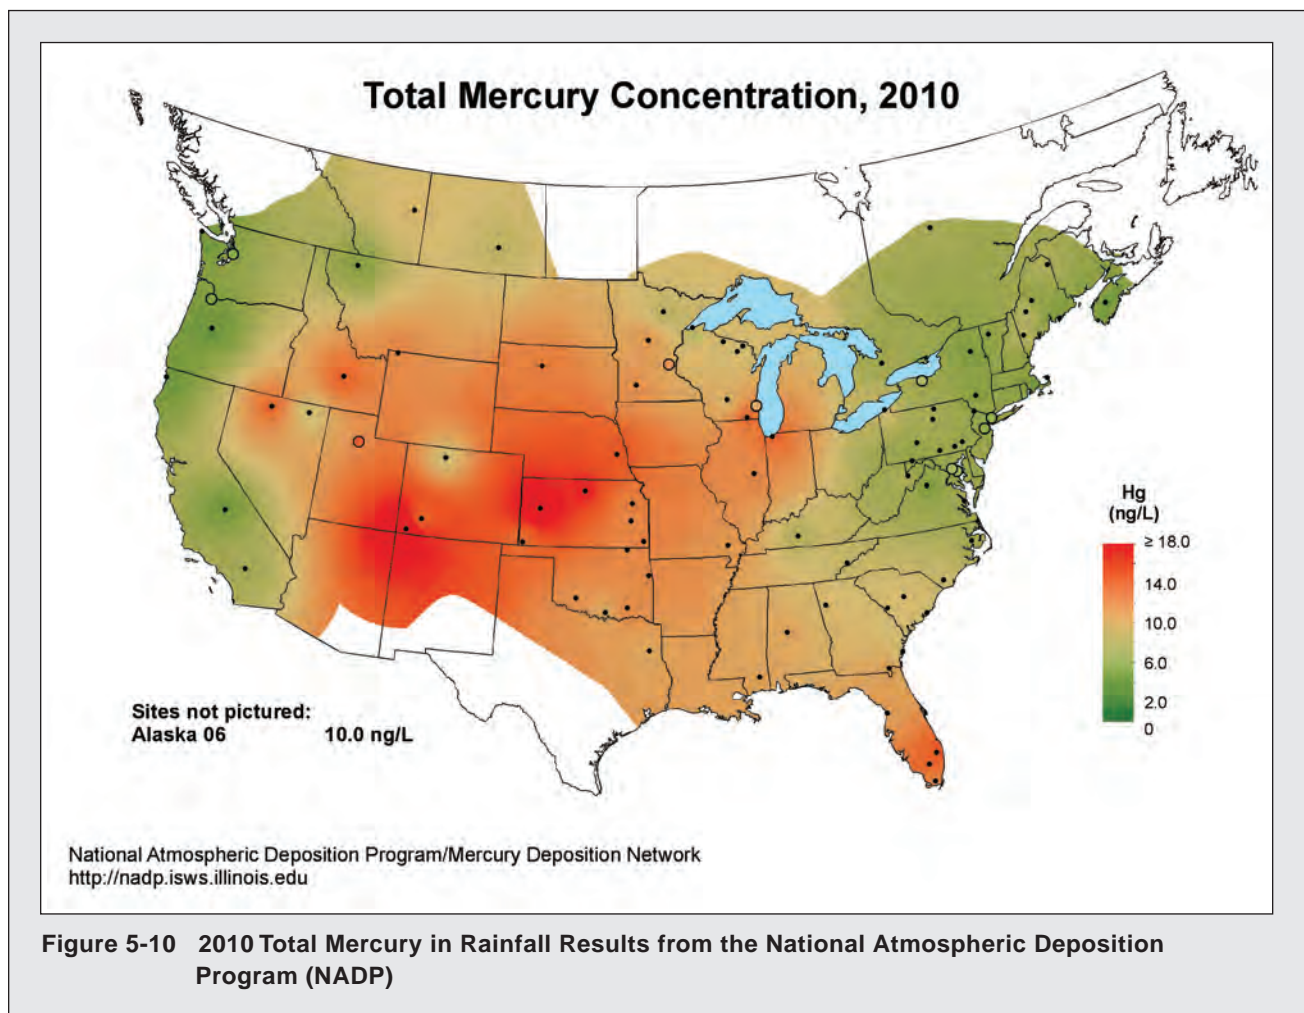 Total Mercury Concentration, 2010
Hg
(ng/L)
≥ 18.0
14.0
10.0
6.0
2.0
0
Sites not pictured:
Alaska 06 10.0 ng/L
National Atmospheric Deposition Program/Mercury Deposition Network
http://nadp.isws.illinois.edu
Figure 5-10 2010 Total Mercury in Rainfall Results from the National Atmospheric Deposition
Program (NADP)